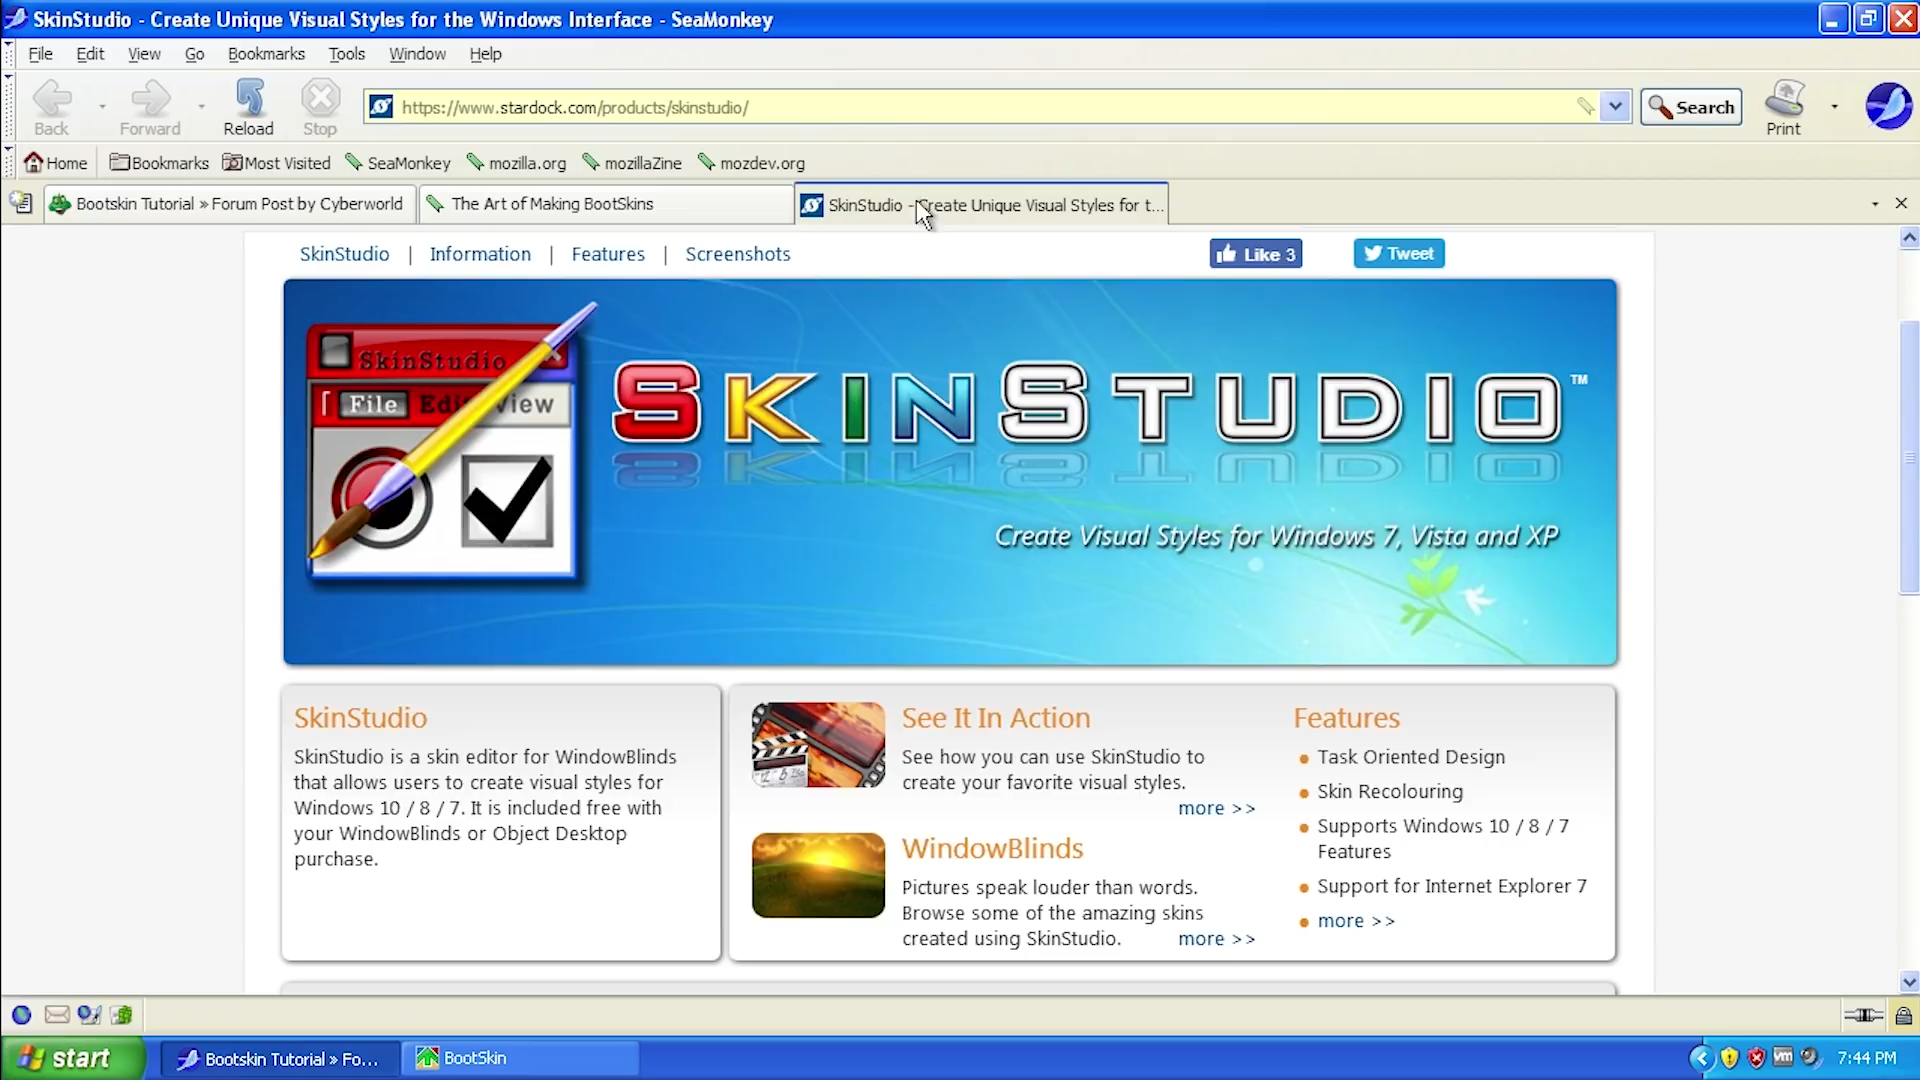 SkinStudio - Create Unique Visual Styles for the Windows Interface - SeaMonkey
File Edit View Go Bookmarks Tools Window Help
https://www.stardock.com/products/skinstudio/
Search
Back Forward Reload Stop Print
Home Bookmarks Most Visited SeaMonkey mozilla.org mozillaZine mozdev.org
Bootskin Tutorial » Forum Post by Cyberworld
The Art of Making BootSkins
SkinStudio - Create Unique Visual Styles for t...
SkinStudio | Information | Features | Screenshots
Like 3
Tweet
SkinStudio
File Edit View
SKINSTUDIO™
Create Visual Styles for Windows 7, Vista and XP
SkinStudio
SkinStudio is a skin editor for WindowBlinds
that allows users to create visual styles for
Windows 10 / 8 / 7. It is included free with
your WindowBlinds or Object Desktop
purchase.
See It In Action
See how you can use SkinStudio to
create your favorite visual styles.
more >>
WindowBlinds
Pictures speak louder than words.
Browse some of the amazing skins
created using SkinStudio. more >>
Features
Task Oriented Design
Skin Recolouring
Supports Windows 10 / 8 / 7
Features
Support for Internet Explorer 7
more >>
start
Bootskin Tutorial » Fo...
BootSkin
vm
7:44 PM